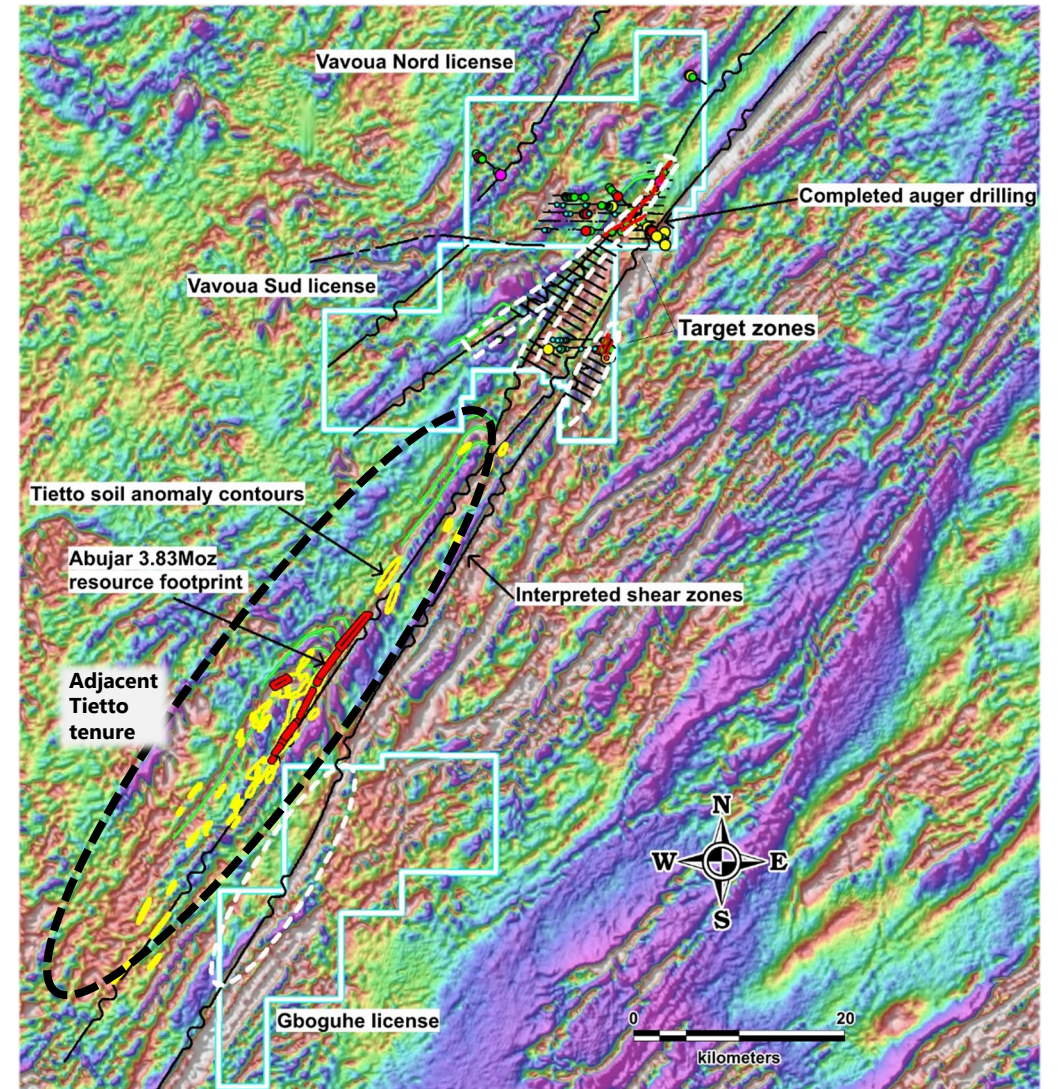 Vavoua Nord license
Completed auger drilling
Vavoua Sud license
Target zones
Tietto soil anomaly contours
Abujar 3.83Moz
resource footprint
Interpreted shear zones
Adjacent
Tietto
tenure
N
W
E
S
Gboguhe license
0
20
kilometers